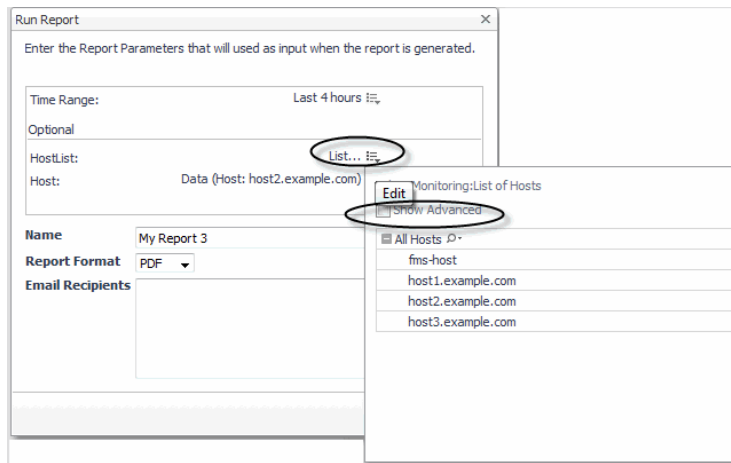 Run Report
Enter the Report Parameters that will used as input when the report is generated.
Time Range: Last 4 hours
Optional
HostList: List...
Host: Data (Host: host2.example.com)
Name My Report 3
Report Format PDF
Email Recipients
Edit Monitoring:List of Hosts
Show Advanced
All Hosts
fms-host
host1.example.com
host2.example.com
host3.example.com